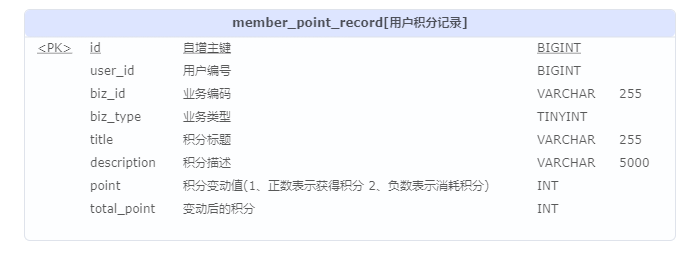 member_point_record[用户积分记录]
<PK> id 自增主键 BIGINT
user_id 用户编号 BIGINT
biz_id 业务编码 VARCHAR 255
biz_type 业务类型 TINYINT
title 积分标题 VARCHAR 255
description 积分描述 VARCHAR 5000
point 积分变动值(1、正数表示获得积分 2、负数表示消耗积分) INT
total_point 变动后的积分 INT